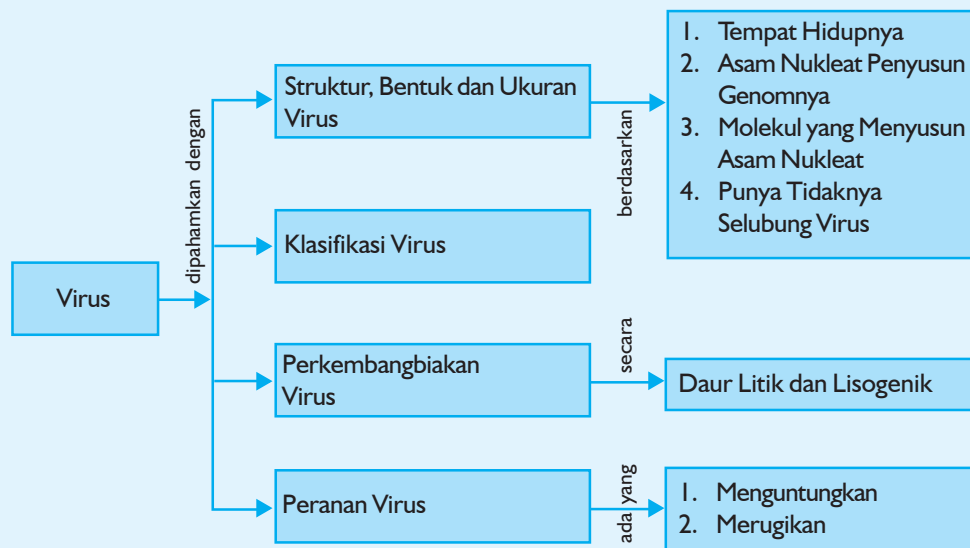 Virus
dipahamkan dengan
Struktur, Bentuk dan Ukuran
Virus
berdasarkan
1. Tempat Hidupnya
2. Asam Nukleat Penyusun
Genomnya
3. Molekul yang Menyusun
Asam Nukleat
4. Punya Tidaknya
Selubung Virus
Klasifikasi Virus
Perkembangbiakan
Virus
secara
Daur Litik dan Lisogenik
Peranan Virus
ada yang
1. Menguntungkan
2. Merugikan